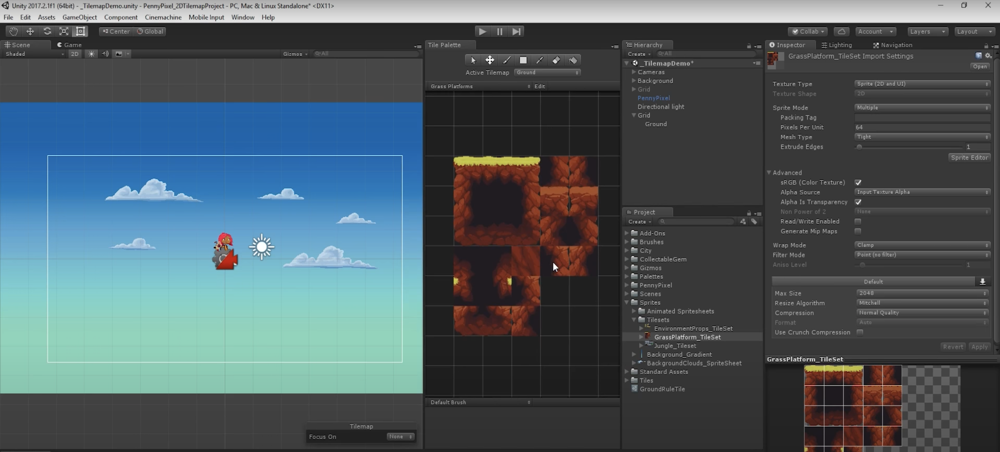 Unity 2017.2.1f1 (64bit) - _TilemapDemo.unity - PennyPixel_2DTilemapProject - PC, Mac & Linux Standalone* <DX11>
File Edit Assets GameObject Component Cinemachine Mobile Input Window Help
Center Global Collab Account Layers Layout
Scene Game
Shaded 2D Gizmos All
Tilemap
Focus On None
Tile Palette
Active Tilemap Ground
Grass Platforms Edit
Default Brush
Hierarchy
Create All
_TilemapDemo*
Cameras
Background
Grid
PennyPixel
Directional light
Grid
Ground
Project
Create
Add-Ons
Brushes
City
CollectableGem
Gizmos
Palettes
PennyPixel
Scenes
Sprites
Animated Spritesheets
Tilesets
EnvironmentProps_TileSet
GrassPlatform_TileSet
Jungle_Tileset
Background_Gradient
BackgroundClouds_SpriteSheet
Standard Assets
Tiles
GroundRuleTile
Inspector Lighting Navigation
GrassPlatform_TileSet Import Settings
Open
Texture Type Sprite (2D and UI)
Texture Shape 2D
Sprite Mode Multiple
Packing Tag
Pixels Per Unit 64
Mesh Type Tight
Extrude Edges 1
Sprite Editor
Advanced
sRGB (Color Texture)
Alpha Source Input Texture Alpha
Alpha Is Transparency
Non Power of 2 None
Read/Write Enabled
Generate Mip Maps
Wrap Mode Clamp
Filter Mode Point (no filter)
Aniso Level 1
Default
Max Size 2048
Resize Algorithm Mitchell
Compression Normal Quality
Format Auto
Use Crunch Compression
Revert Apply
GrassPlatform_TileSet